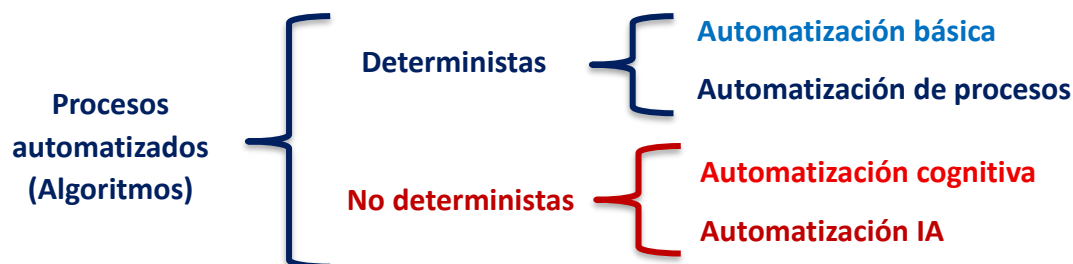 Procesos
automatizados
(Algoritmos)
Deterministas
Automatización básica
Automatización de procesos
No deterministas
Automatización cognitiva
Automatización IA